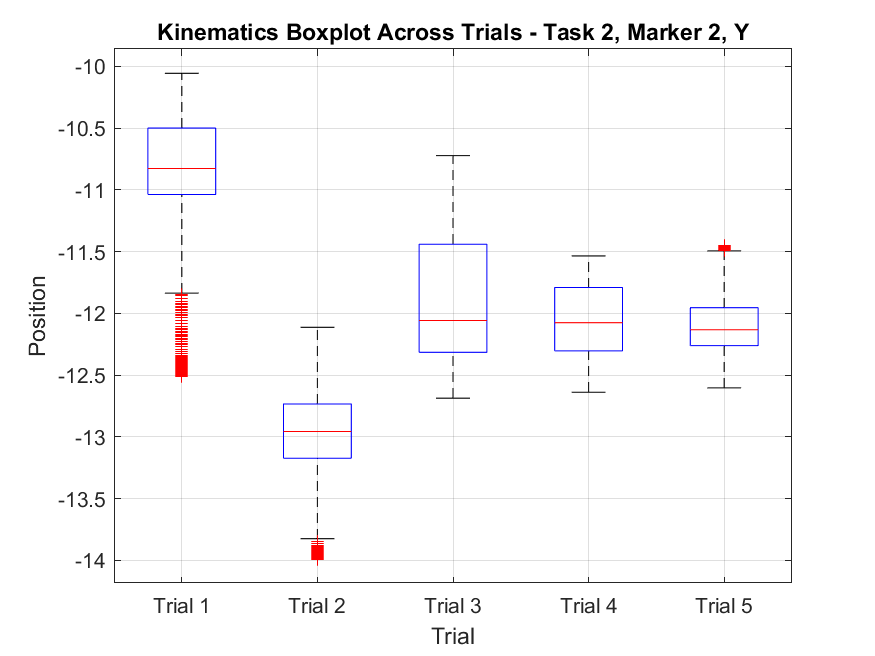 Kinematics Boxplot Across Trials - Task 2, Marker 2, Y
-10
-10.5
-11
-11.5
-12
-12.5
-13
-13.5
-14
Position
Trial 1 Trial 2 Trial 3 Trial 4 Trial 5
Trial